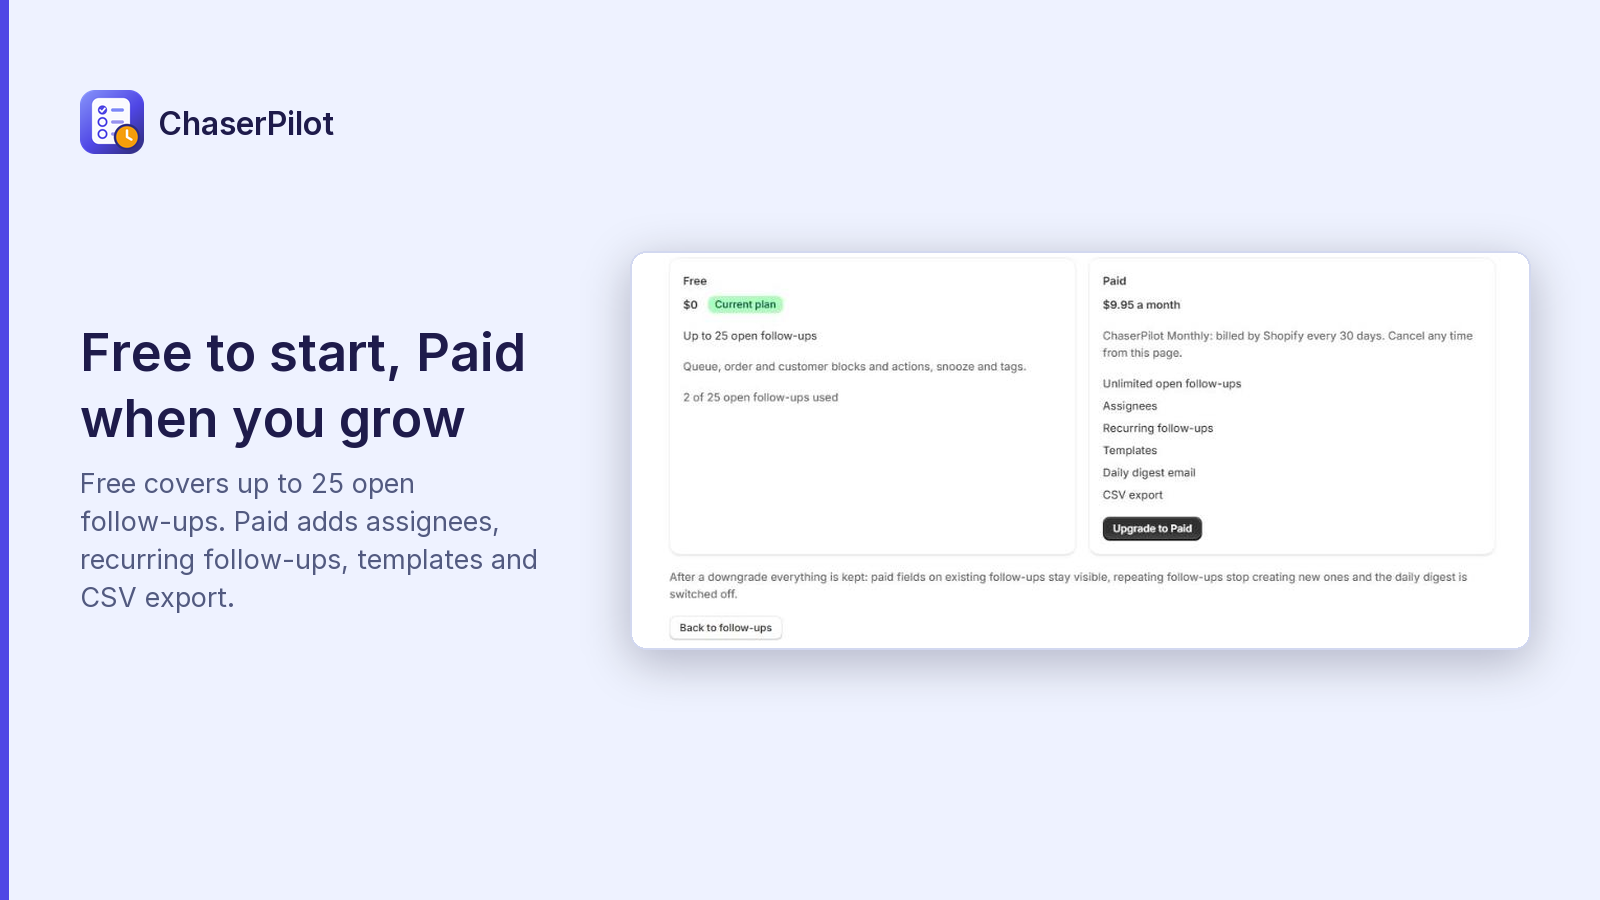 ChaserPilot
Free to start, Paid
when you grow
Free covers up to 25 open
follow-ups. Paid adds assignees,
recurring follow-ups, templates and
CSV export.
Free
$0 Current plan
Up to 25 open follow-ups
Queue, order and customer blocks and actions, snooze and tags.
2 of 25 open follow-ups used
Paid
$9.95 a month
ChaserPilot Monthly: billed by Shopify every 30 days. Cancel any time
from this page.
Unlimited open follow-ups
Assignees
Recurring follow-ups
Templates
Daily digest email
CSV export
Upgrade to Paid
After a downgrade everything is kept: paid fields on existing follow-ups stay visible, repeating follow-ups stop creating new ones and the daily digest is
switched off.
Back to follow-ups